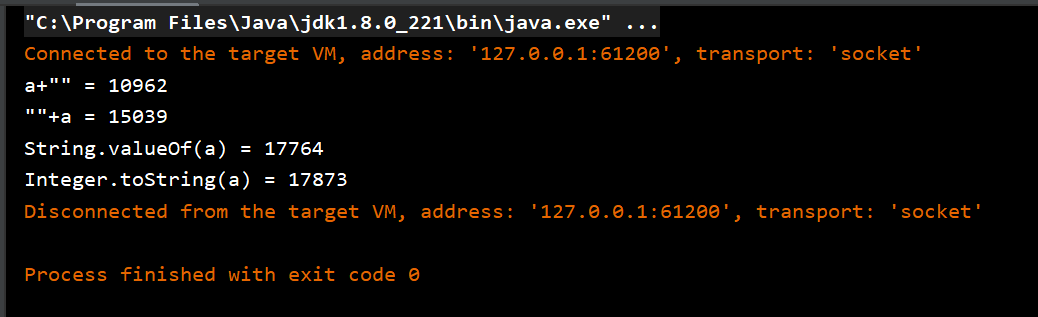 "C:\Program Files\Java\jdk1.8.0_221\bin\java.exe" ...
Connected to the target VM, address: '127.0.0.1:61200', transport: 'socket'
a+"" = 10962
""+a = 15039
String.valueOf(a) = 17764
Integer.toString(a) = 17873
Disconnected from the target VM, address: '127.0.0.1:61200', transport: 'socket'
Process finished with exit code 0